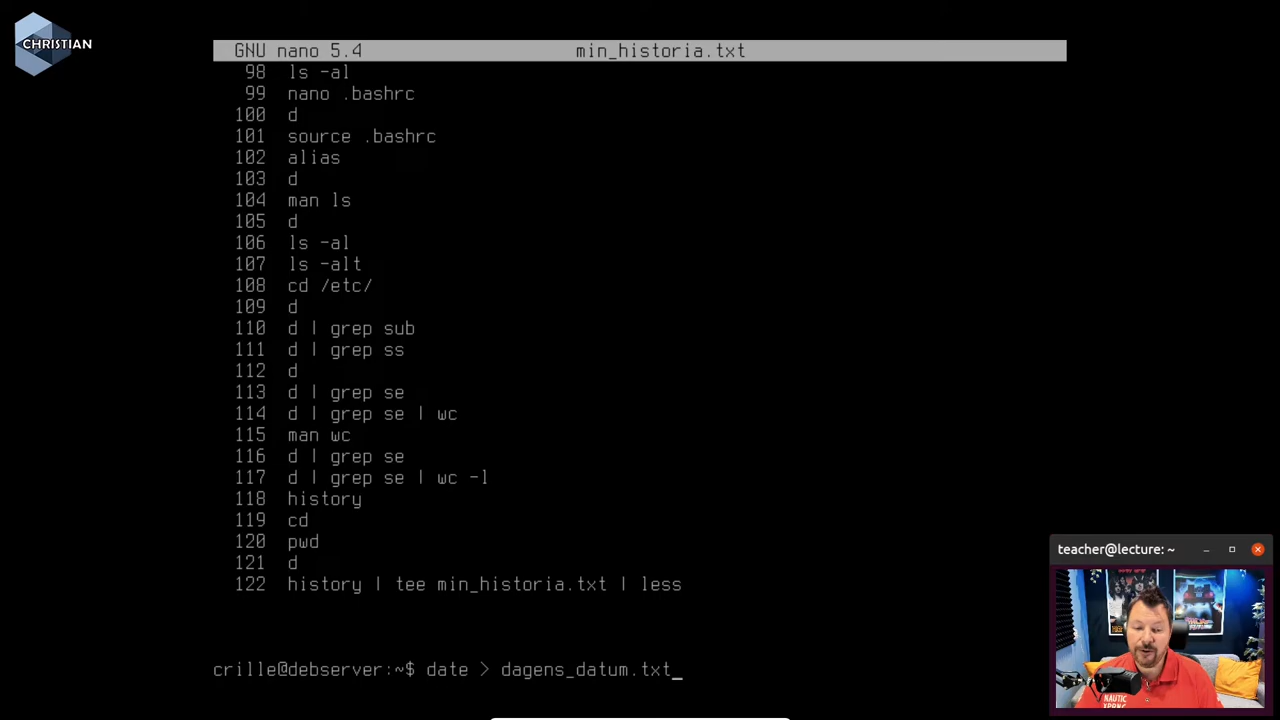 CHRISTIAN
GNU nano 5.4 min_historia.txt
98 ls -al
99 nano .bashrc
100 d
101 source .bashrc
102 alias
103 d
104 man ls
105 d
106 ls -al
107 ls -alt
108 cd /etc/
109 d
110 d | grep sub
111 d | grep ss
112 d
113 d | grep se
114 d | grep se | wc
115 man wc
116 d | grep se
117 d | grep se | wc -l
118 history
119 cd
120 pwd
121 d
122 history | tee min_historia.txt | less
crille@debserver:~$ date > dagens_datum.txt_
teacher@lecture: ~
NAUTIC